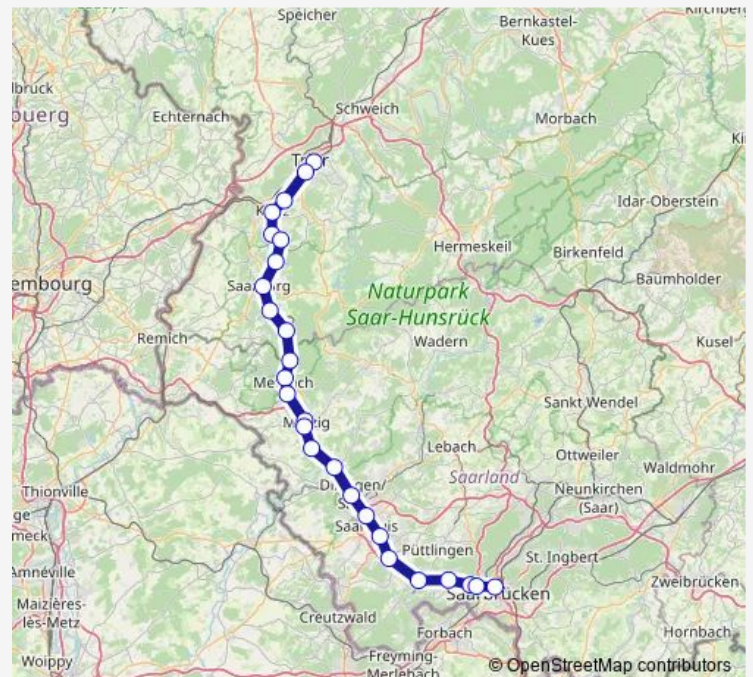 Speicher
Bernkastel-
Kues
Schweich
Echternach
Morbach
Idar-Oberstein
Hermeskeil
Birkenfeld
Baumholder
Naturpark
Saar-Hunsrück
Remich
Wadern
Kusel
Sankt Wendel
Lebach
Ottweiler
Saarland
Waldmohr
Thionville
Neunkirchen
(Saar)
Püttlingen
St. Ingbert
Zweibrücken
Saarbrücken
Maizières-
lès-Metz
Creutzwald
Forbach
Hornbach
Woippy
Freyming-
Merlebach
© OpenStreetMap contributors